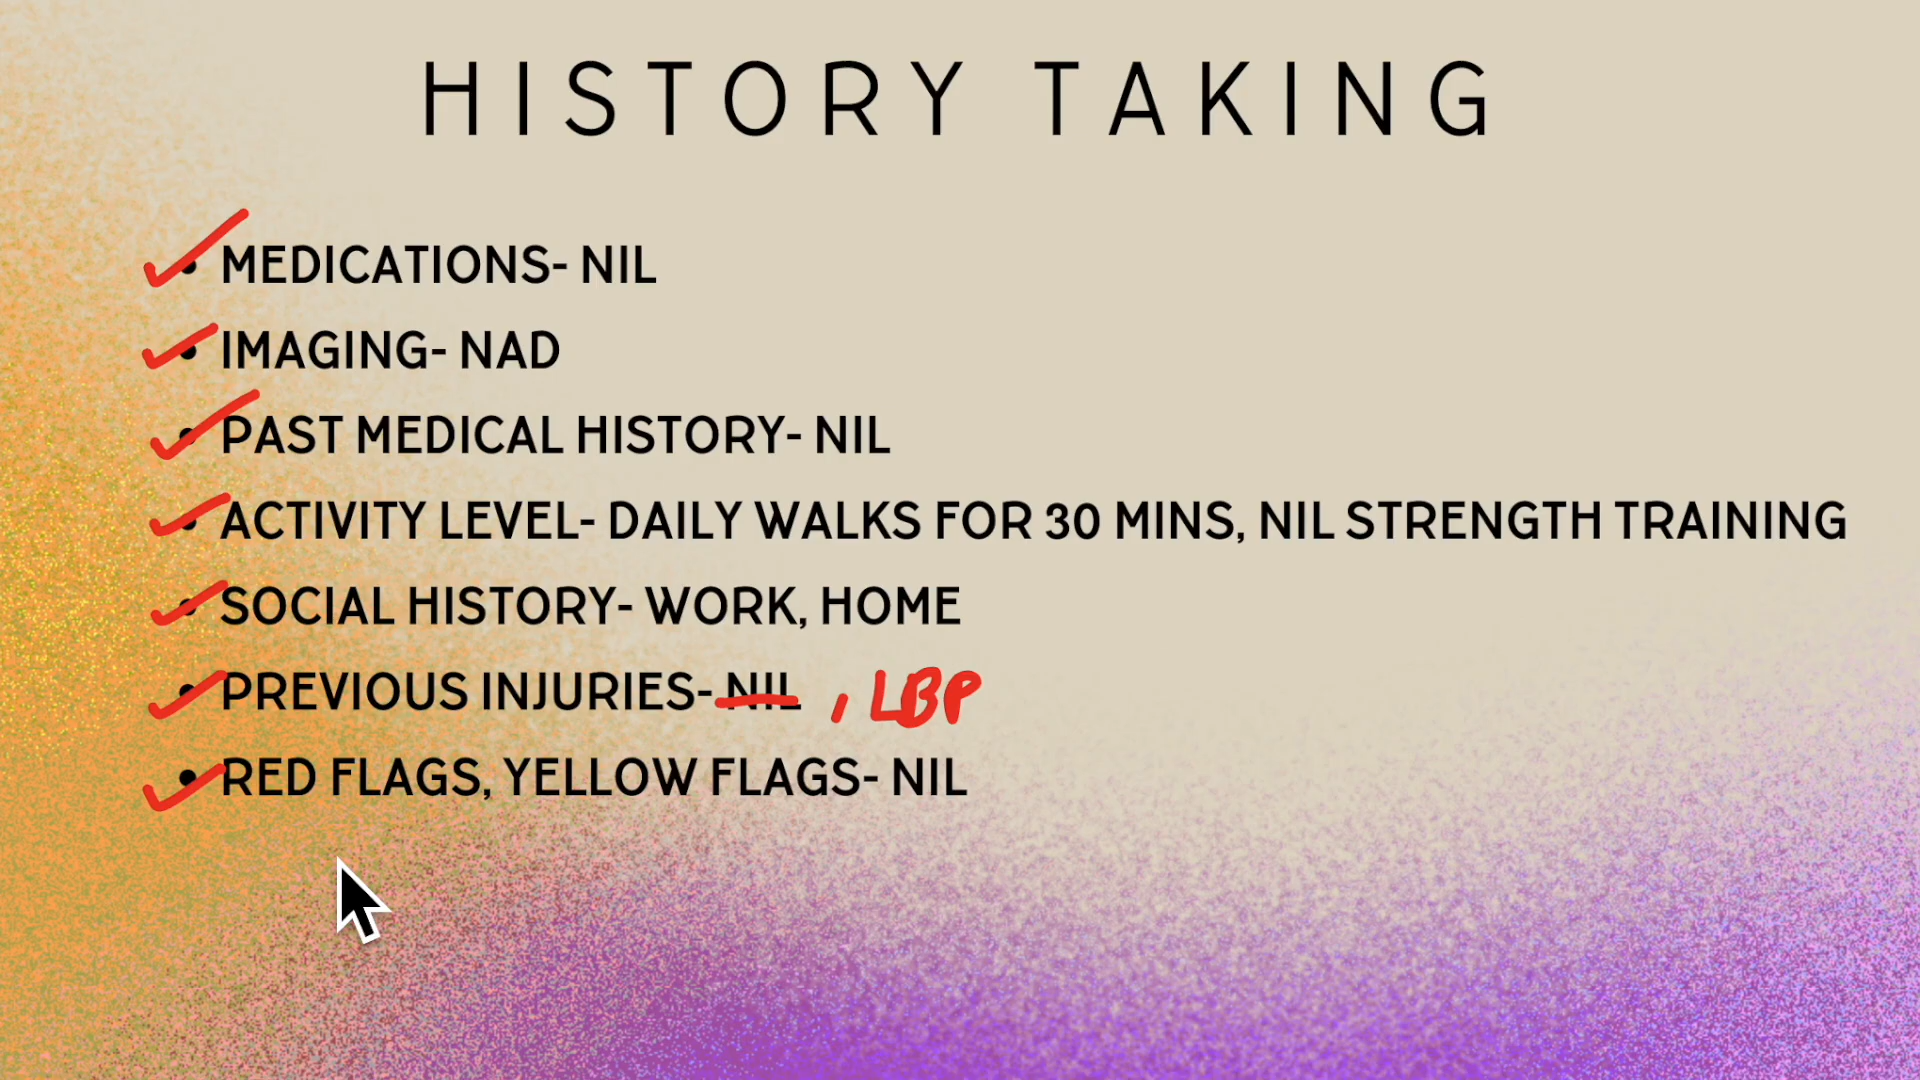 HISTORY TAKING
MEDICATIONS- NIL
IMAGING- NAD
PAST MEDICAL HISTORY- NIL
ACTIVITY LEVEL- DAILY WALKS FOR 30 MINS, NIL STRENGTH TRAINING
SOCIAL HISTORY- WORK, HOME
PREVIOUS INJURIES- NIL , LBP
RED FLAGS, YELLOW FLAGS- NIL